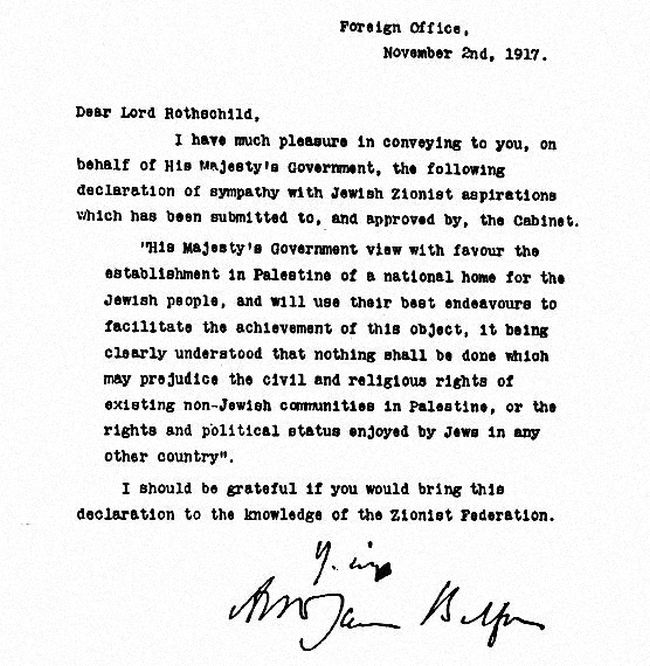 Foreign Office,
November 2nd, 1917.
Dear Lord Rothschild,
I have much pleasure in conveying to you, on
behalf of His Majesty's Government, the following
declaration of sympathy with Jewish Zionist aspirations
which has been submitted to, and approved by, the Cabinet.
"His Majesty's Government view with favour the
establishment in Palestine of a national home for the
Jewish people, and will use their best endeavours to
facilitate the achievement of this object, it being
clearly understood that nothing shall be done which
may prejudice the civil and religious rights of
existing non-Jewish communities in Palestine, or the
rights and political status enjoyed by Jews in any
other country".
I should be grateful if you would bring this
declaration to the knowledge of the Zionist Federation.
Arthur James Balfour